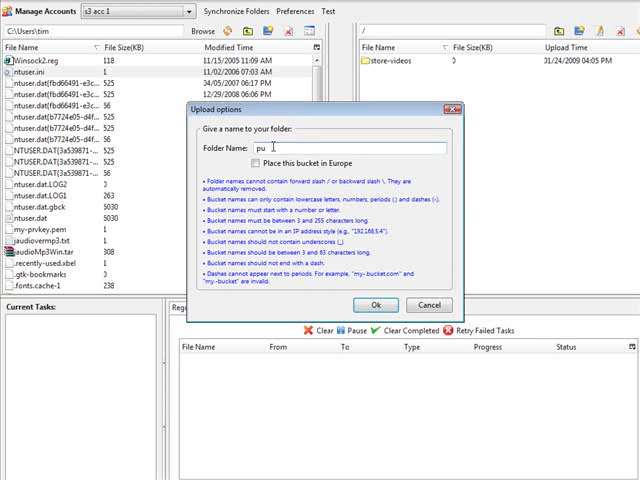 Manage Accounts s3 acc 1 Synchronize Folders Preferences Test
C:\Users\tim Browse /
File Name File Size(KB) File Name File Size(KB) Upload Time
Winsock2.reg 118 11/15/2005 11:09 AM
store-videos 0 01/24/2009 04:05 PM
ntuser.ini 1 11/02/2006 07:03 AM
ntuser.dat{fbd66491-e3c... 525 04/05/2007 06:17 PM
ntuser.dat{fbd66491-e3c... 525 12/29/2008 06:06 PM
ntuser.dat{fbd66491-e3c... 56
ntuser.dat{b7724e05-d4f... 525
ntuser.dat{b7724e05-d4f... 525
ntuser.dat{b7724e05-d4f... 56
NTUSER.DAT{3a539871-... 525
NTUSER.DAT{3a539871-... 525
NTUSER.DAT{3a539871-... 56
ntuser.dat.LOG2 0
ntuser.dat.LOG1 263
ntuser.dat.gbck 5030
ntuser.dat 5030
my-prvkey.pem 1
jaudiovermp3.txt 1
jaudioMp3Win.tar 308
.recently-used.xbel 1
.gtk-bookmarks 0
.fonts.cache-1 238
Upload options
Give a name to your folder:
Folder Name: pu
Place this bucket in Europe
• Folder names cannot contain forward slash / or backward slash \. They are
automatically removed.
• Bucket names can only contain lowercase letters, numbers, periods (.) and dashes (-).
• Bucket names must start with a number or letter.
• Bucket names must be between 3 and 255 characters long.
• Bucket names cannot be in an IP address style (e.g., "192.168.5.4").
• Bucket names should not contain underscores (_).
• Bucket names should be between 3 and 63 characters long.
• Bucket names should not end with a dash.
• Dashes cannot appear next to periods. For example, "my-.bucket.com" and
"my.-bucket" are invalid.
Ok Cancel
Current Tasks:
Clear Pause Clear Completed Retry Failed Tasks
File Name From To Type Progress Status